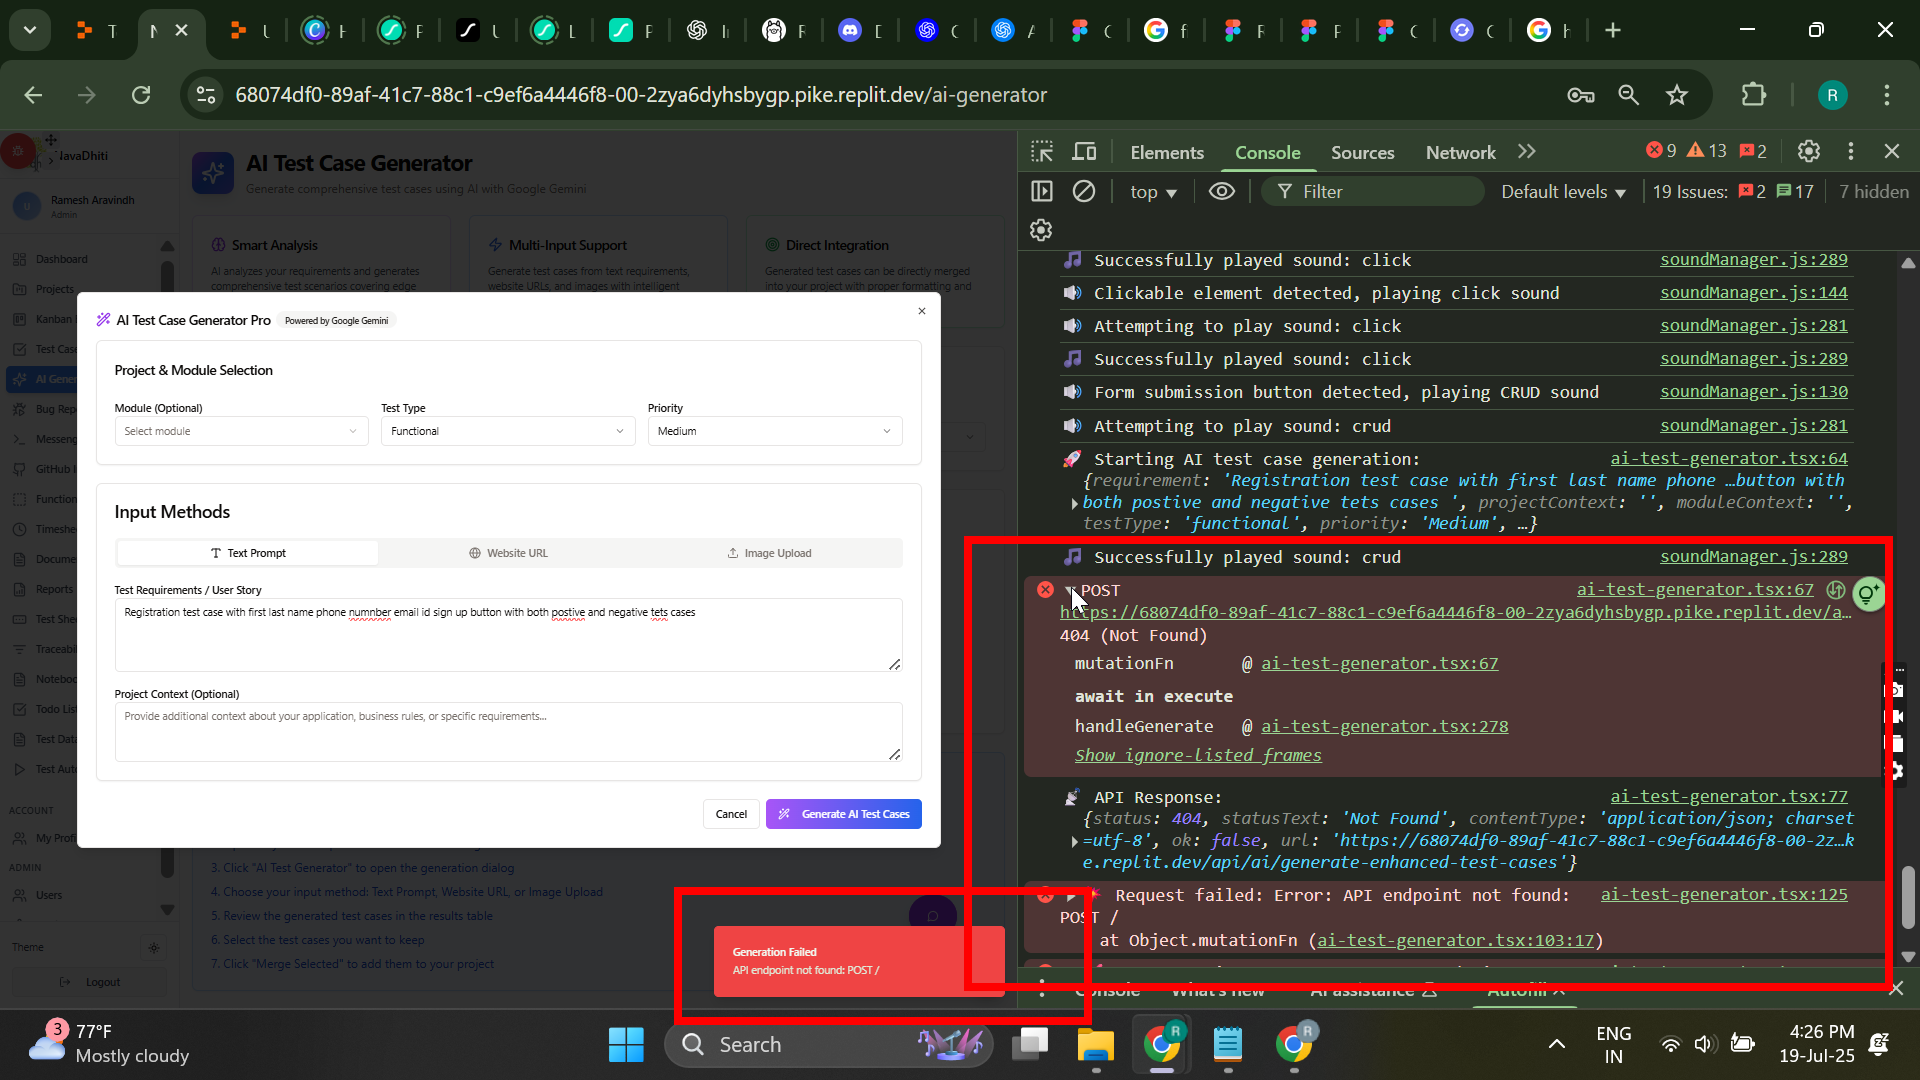 68074df0-89af-41c7-88c1-c9ef6a4446f8-00-2zya6dyhsbygp.pike.replit.dev/ai-generator
R
NavaDhiti
Ramesh Aravindh
Admin
Dashboard
Projects
Kanban
Test Case
AI Gene
Bug Rep
Messeng
GitHub I
Function
Timeshe
Docume
Reports
Test She
Traceabi
Notebo
Todo Lis
Test Data
Test Auto
ACCOUNT
My Profi
ADMIN
Users
Theme
Logout
AI Test Case Generator
Generate comprehensive test cases using AI with Google Gemini
Smart Analysis
AI analyzes your requirements and generates
comprehensive test scenarios covering edge
Multi-Input Support
Generate test cases from text requirements,
website URLs, and images with intelligent
Direct Integration
Generated test cases can be directly merged
into your project with proper formatting and
AI Test Case Generator Pro
Powered by Google Gemini
Project & Module Selection
Module (Optional)
Test Type
Priority
Select module
Functional
Medium
Input Methods
Text Prompt
Website URL
Image Upload
Test Requirements / User Story
Registration test case with first last name phone numnber email id sign up button with both postive and negative tets cases
Project Context (Optional)
Provide additional context about your application, business rules, or specific requirements...
Cancel
Generate AI Test Cases
3. Click "AI Test Generator" to open the generation dialog
4. Choose your input method: Text Prompt, Website URL, or Image Upload
5. Review the generated test cases in the results table
6. Select the test cases you want to keep
7. Click "Merge Selected" to add them to your project
Generation Failed
API endpoint not found: POST /
Elements
Console
Sources
Network
9
13
2
top
Filter
Default levels
19 Issues:
2
17
7 hidden
Successfully played sound: click soundManager.js:289
Clickable element detected, playing click sound soundManager.js:144
Attempting to play sound: click soundManager.js:281
Successfully played sound: click soundManager.js:289
Form submission button detected, playing CRUD sound soundManager.js:130
Attempting to play sound: crud soundManager.js:281
Starting AI test case generation: ai-test-generator.tsx:64
{requirement: 'Registration test case with first last name phone …button with
both postive and negative tets cases ', projectContext: '', moduleContext: '',
testType: 'functional', priority: 'Medium', …}
Successfully played sound: crud soundManager.js:289
POST ai-test-generator.tsx:67
https://68074df0-89af-41c7-88c1-c9ef6a4446f8-00-2zya6dyhsbygp.pike.replit.dev/a…
404 (Not Found)
mutationFn @ ai-test-generator.tsx:67
await in execute
handleGenerate @ ai-test-generator.tsx:278
Show ignore-listed frames
API Response: ai-test-generator.tsx:77
{status: 404, statusText: 'Not Found', contentType: 'application/json; charset
=utf-8', ok: false, url: 'https://68074df0-89af-41c7-88c1-c9ef6a4446f8-00-2z…k
e.replit.dev/api/ai/generate-enhanced-test-cases'}
Request failed: Error: API endpoint not found: ai-test-generator.tsx:125
POST /
at Object.mutationFn (ai-test-generator.tsx:103:17)
Console
What's new
AI assistance
Autofill
3
77°F
Mostly cloudy
Search
R
R
ENG
IN
4:26 PM
19-Jul-25